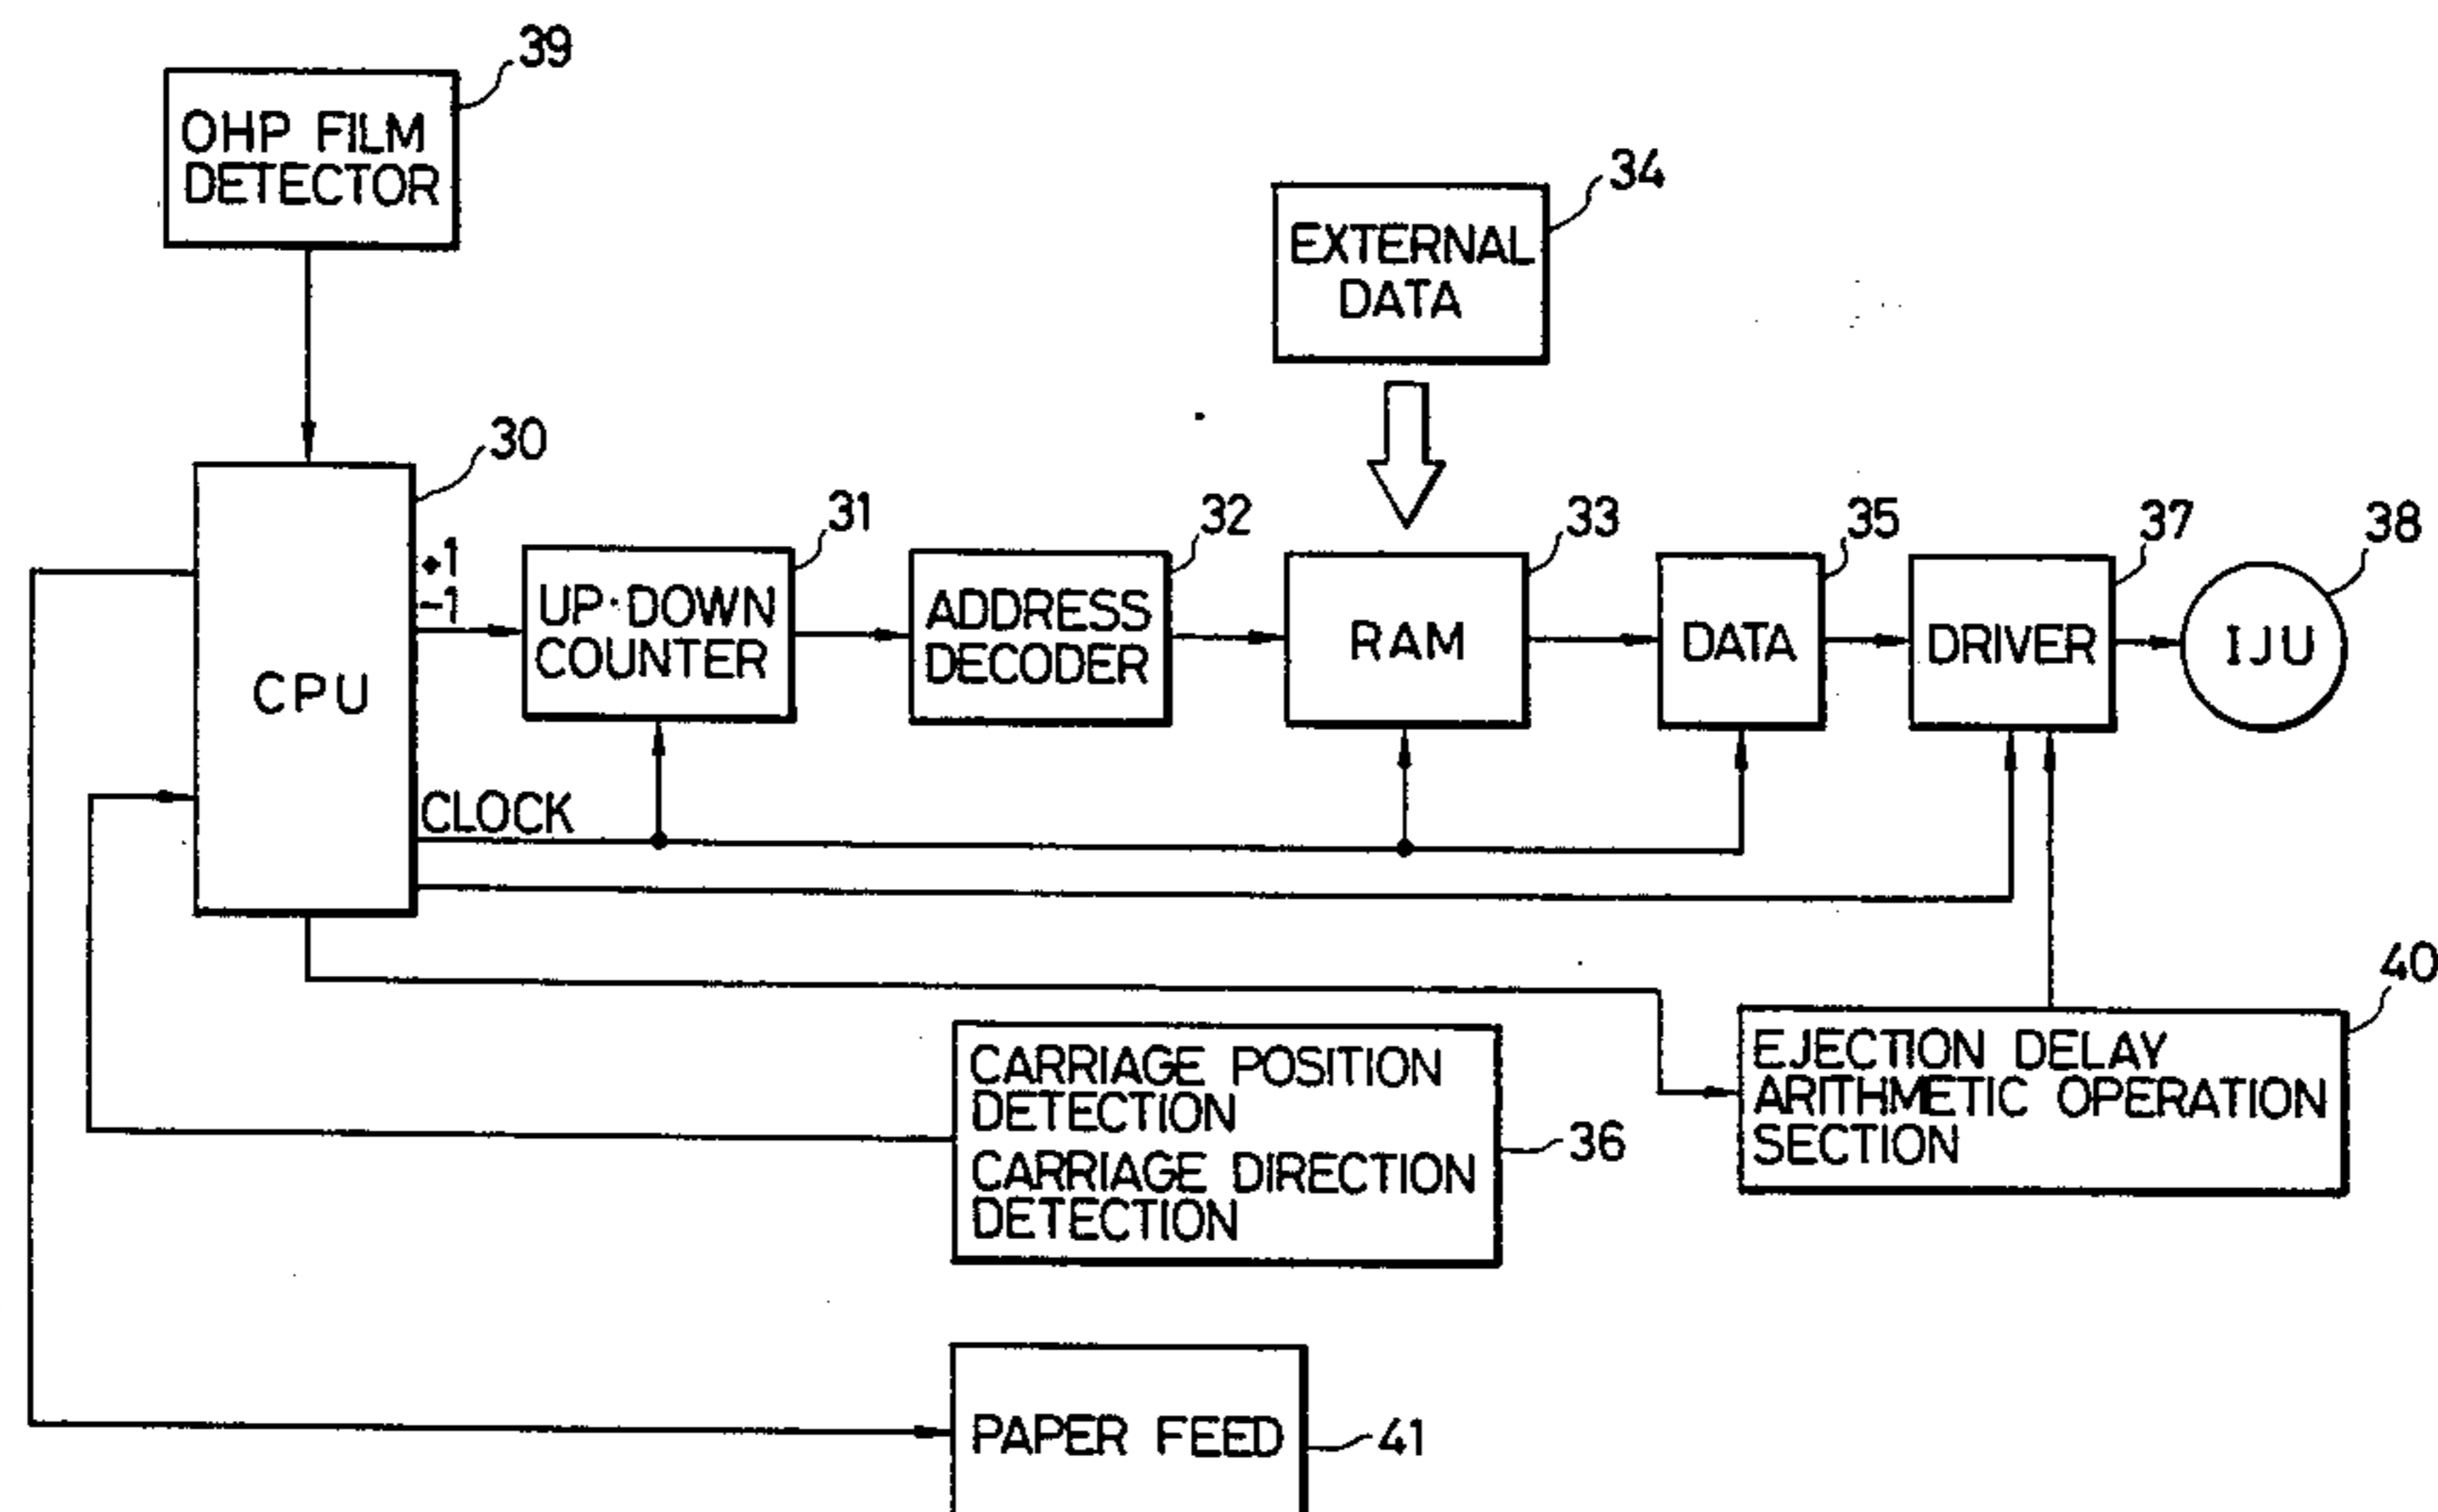 39
OHP FILM
DETECTOR
34
EXTERNAL
DATA
30
CPU
+1
-1
CLOCK
31
UP·DOWN
COUNTER
32
ADDRESS
DECODER
33
RAM
35
DATA
37
DRIVER
38
IJU
40
EJECTION DELAY
ARITHMETIC OPERATION
SECTION
CARRIAGE POSITION
DETECTION
CARRIAGE DIRECTION
DETECTION
36
PAPER FEED
41